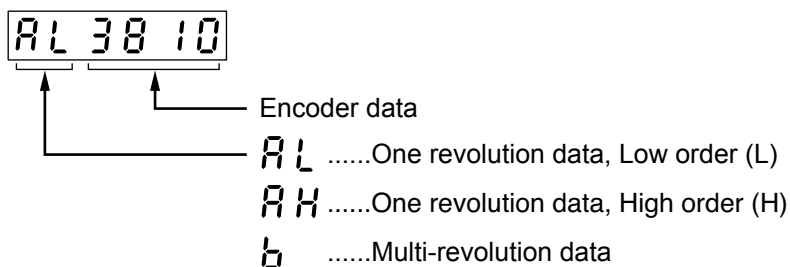 AL 3810
Encoder data
AL ......One revolution data, Low order (L)
AH ......One revolution data, High order (H)
b ......Multi-revolution data